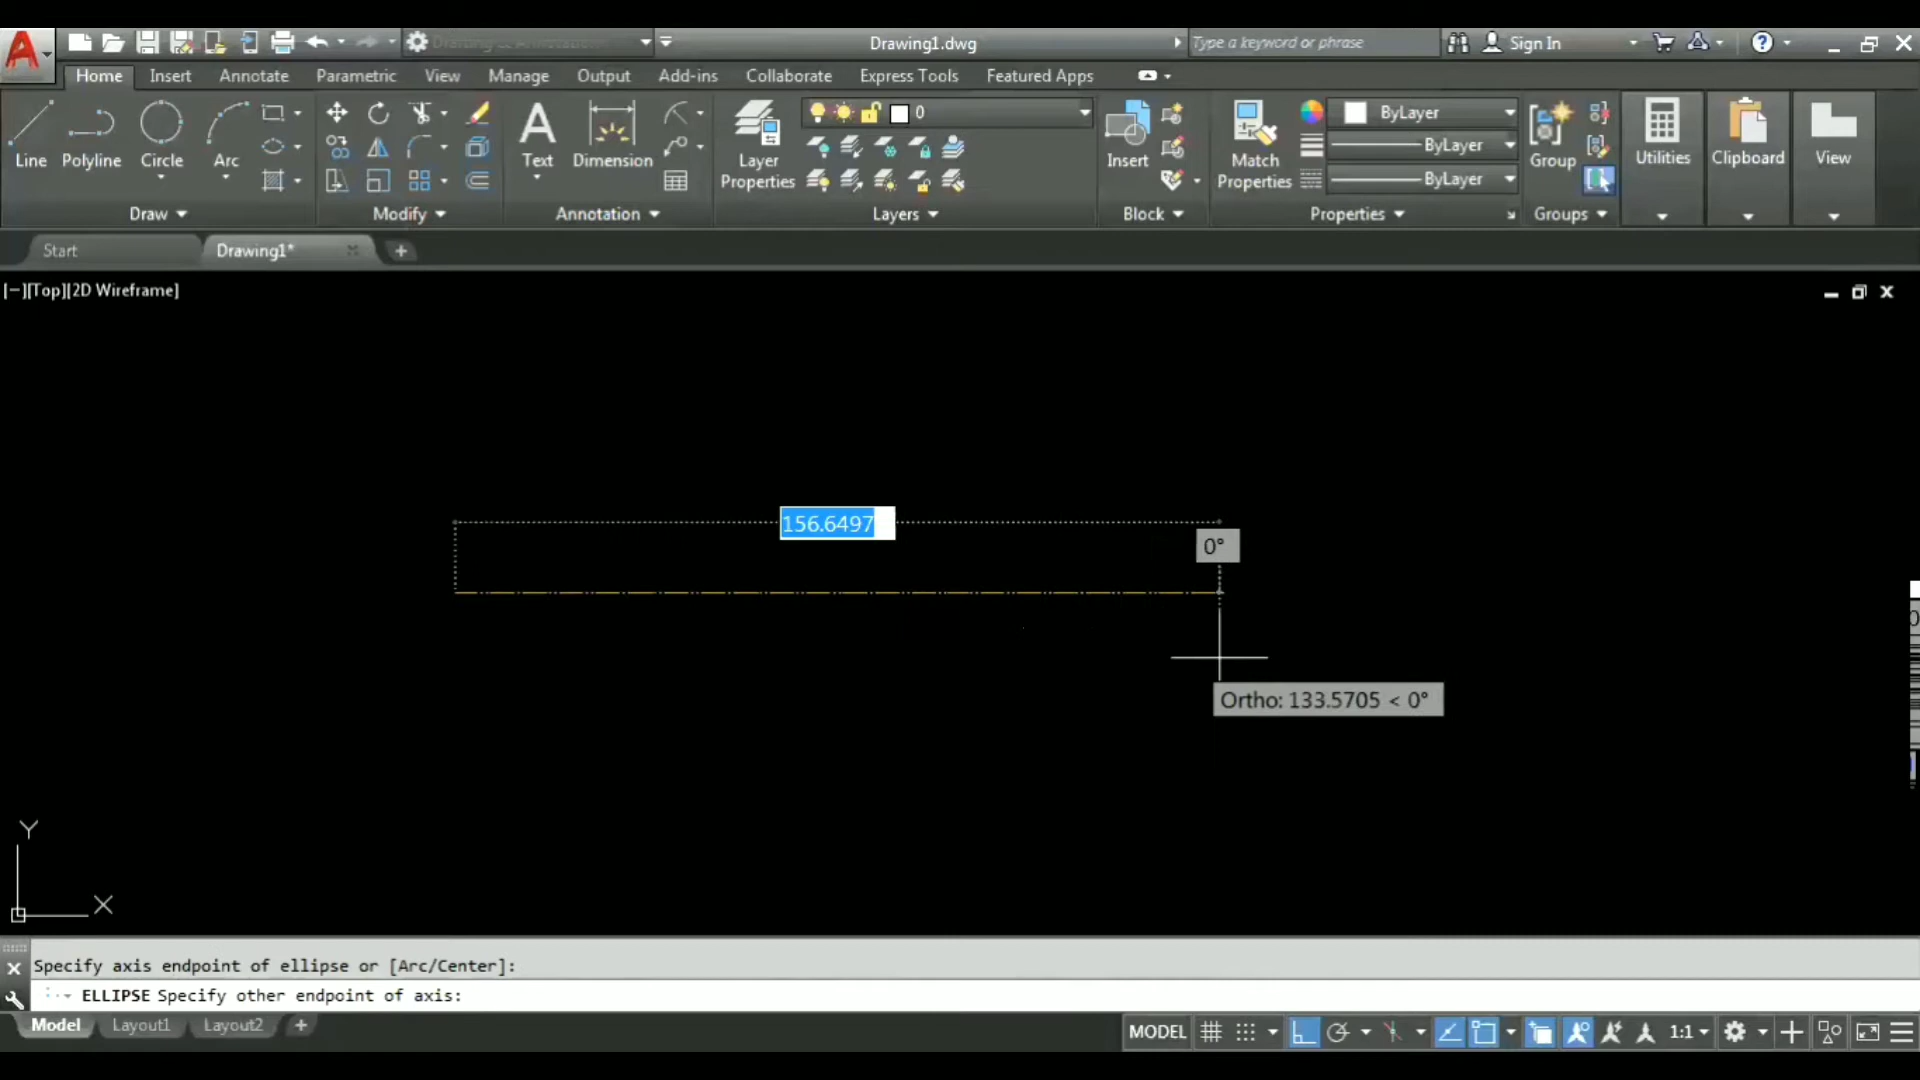 Drafting & Annotation
Drawing1.dwg
Type a keyword or phrase
Sign In
Home Insert Annotate Parametric View Manage Output Add-ins Collaborate Express Tools Featured Apps
0
ByLayer
ByLayer
ByLayer
Line Polyline Circle Arc
Text Dimension
Layer Properties
Insert
Match Properties
Group
Utilities
Clipboard
View
Draw Modify Annotation Layers Block Properties Groups
Start Drawing1* +
[−][Top][2D Wireframe]
156.6497
0°
Ortho: 133.5705 < 0°
Y
X
Specify axis endpoint of ellipse or [Arc/Center]:
ELLIPSE Specify other endpoint of axis:
Model Layout1 Layout2 +
MODEL 1:1